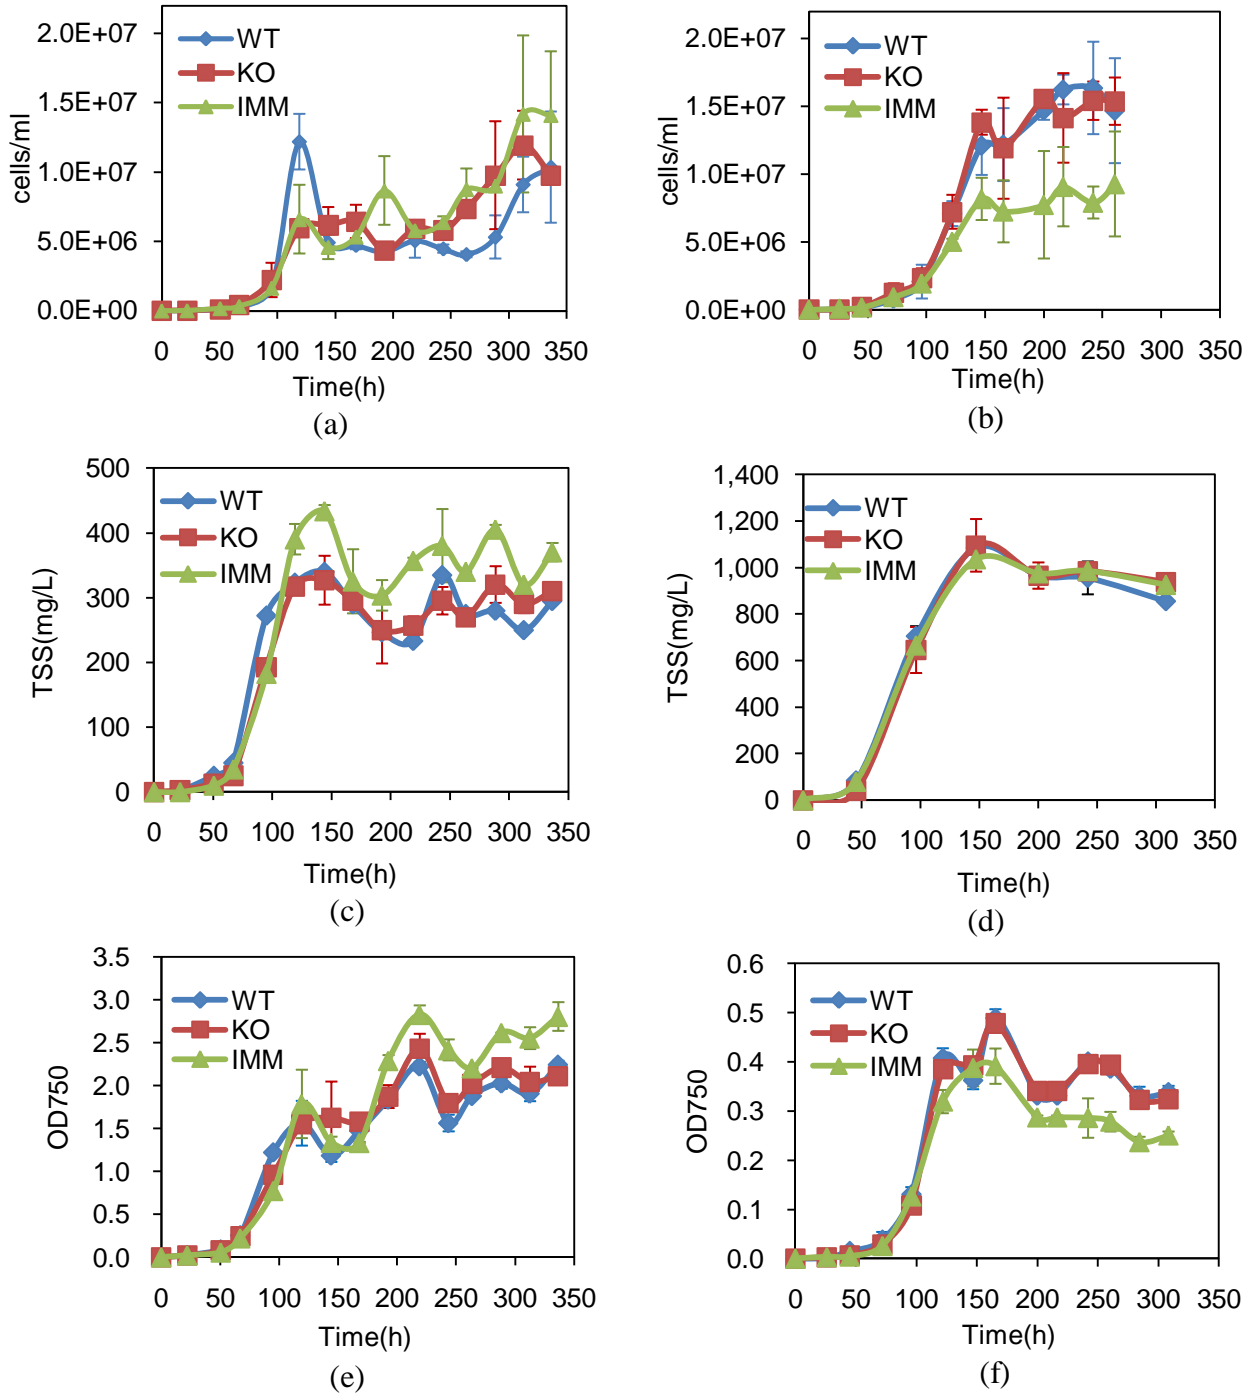 2.0E+07
1.5E+07
1.0E+07
5.0E+06
0.0E+00
cells/ml
WT
KO
IMM
0 50 100 150 200 250 300 350
Time(h)
(a)
2.0E+07
1.5E+07
1.0E+07
5.0E+06
0.0E+00
cells/ml
WT
KO
IMM
0 50 100 150 200 250 300 350
Time(h)
(b)
500
400
300
200
100
0
TSS(mg/L)
WT
KO
IMM
0 50 100 150 200 250 300 350
Time(h)
(c)
1,400
1,200
1,000
800
600
400
200
0
TSS(mg/L)
WT
KO
IMM
0 50 100 150 200 250 300 350
Time(h)
(d)
3.5
3.0
2.5
2.0
1.5
1.0
0.5
0.0
OD750
WT
KO
IMM
0 50 100 150 200 250 300 350
Time(h)
(e)
0.6
0.5
0.4
0.3
0.2
0.1
0.0
OD750
WT
KO
IMM
0 50 100 150 200 250 300 350
Time(h)
(f)